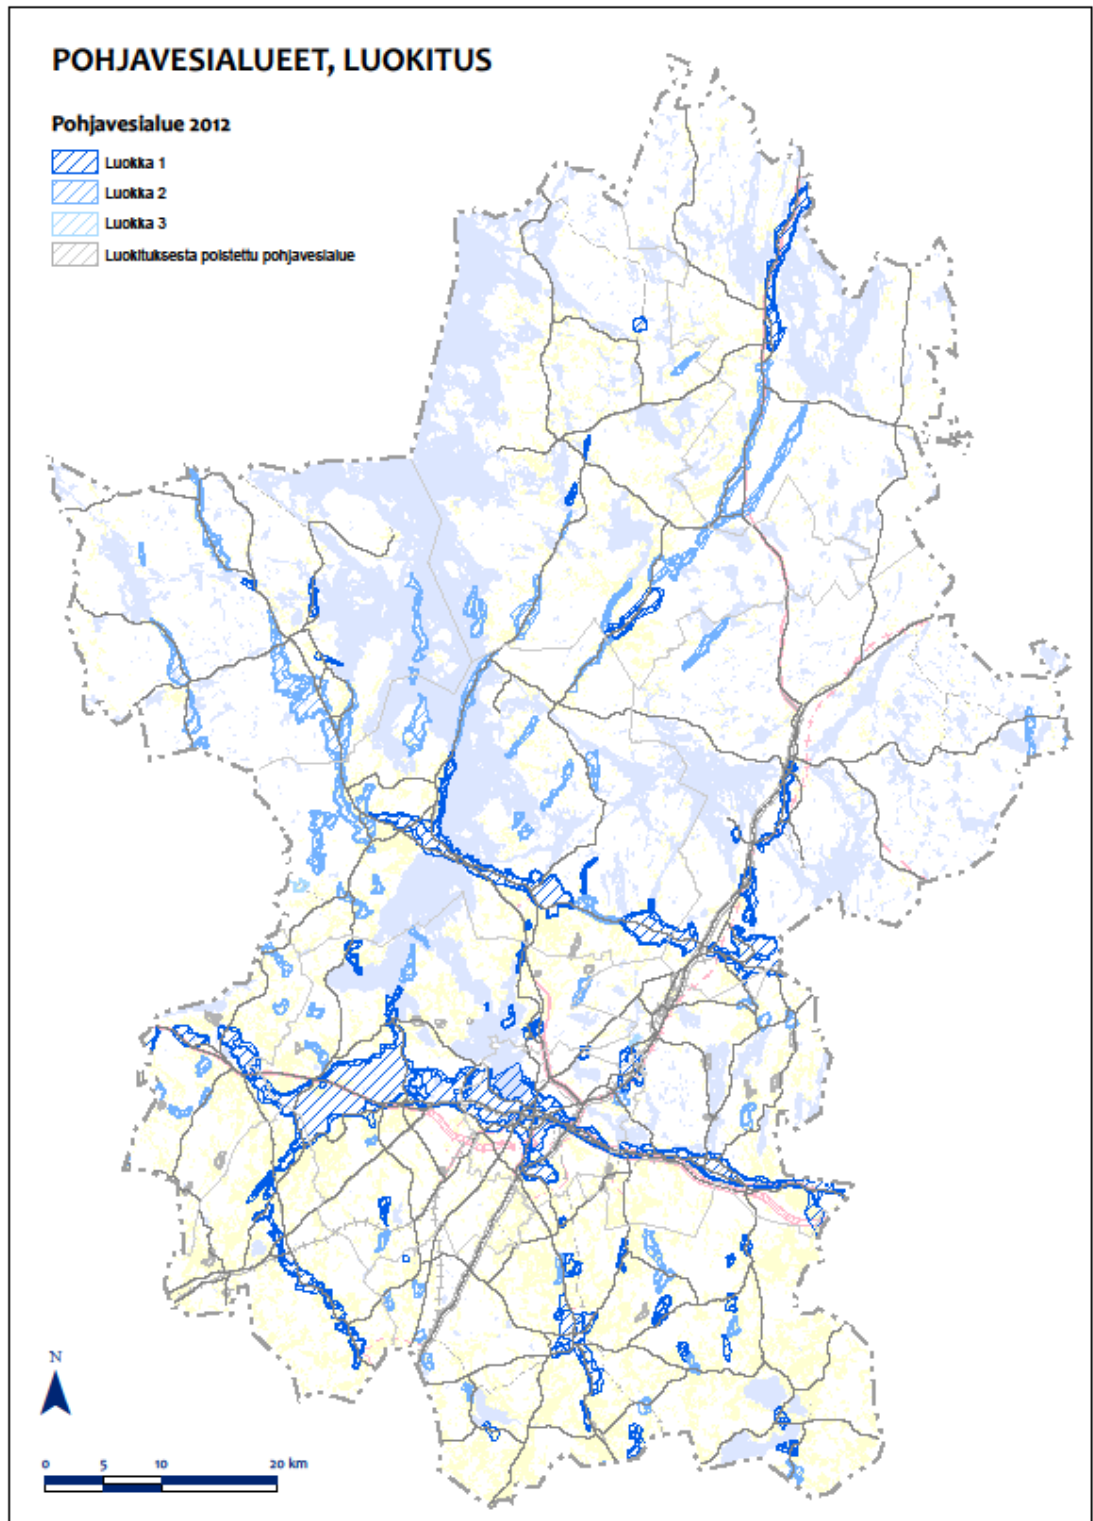 POHJAVESIALUEET, LUOKITUS
Pohjavesialue 2012
Luokka 1
Luokka 2
Luokka 3
Luokituksesta poistettu pohjavesialue
N
0 5 10 20 km